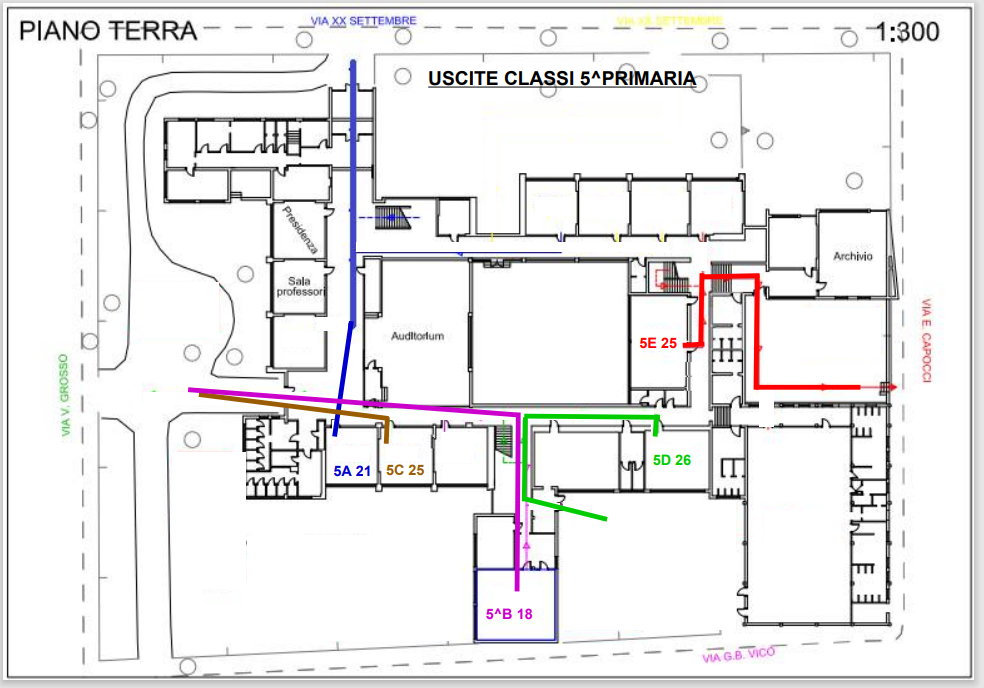 VIA XX SETTEMBRE
VIA XX SETTEMBRE
PIANO TERRA
1:300
USCITE CLASSI 5^PRIMARIA
Presidenza
Archivio
Sala
professori
Auditorium
5E 25
VIA E. CAPOCCI
VIA V. GROSSO
5A 21
5C 25
5D 26
5^B 18
VIA G.B. VICO